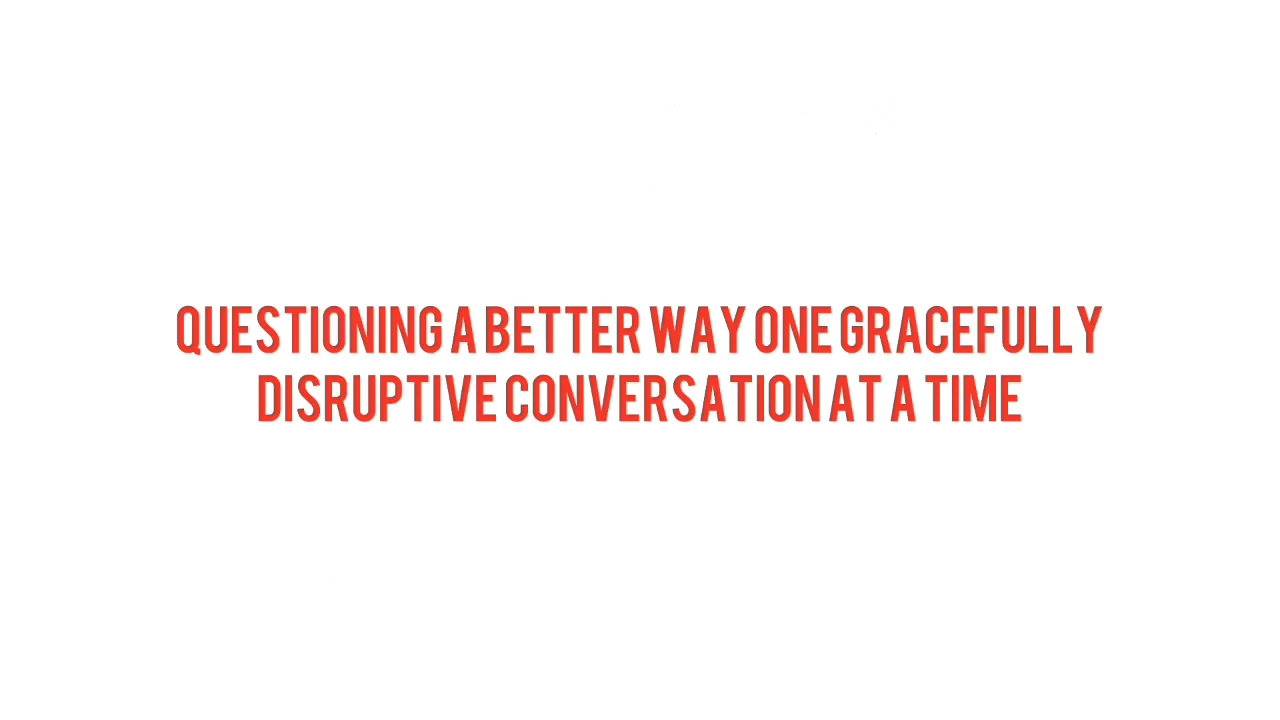 QUESTIONING A BETTER WAY ONE GRACEFULLY
DISRUPTIVE CONVERSATION AT A TIME